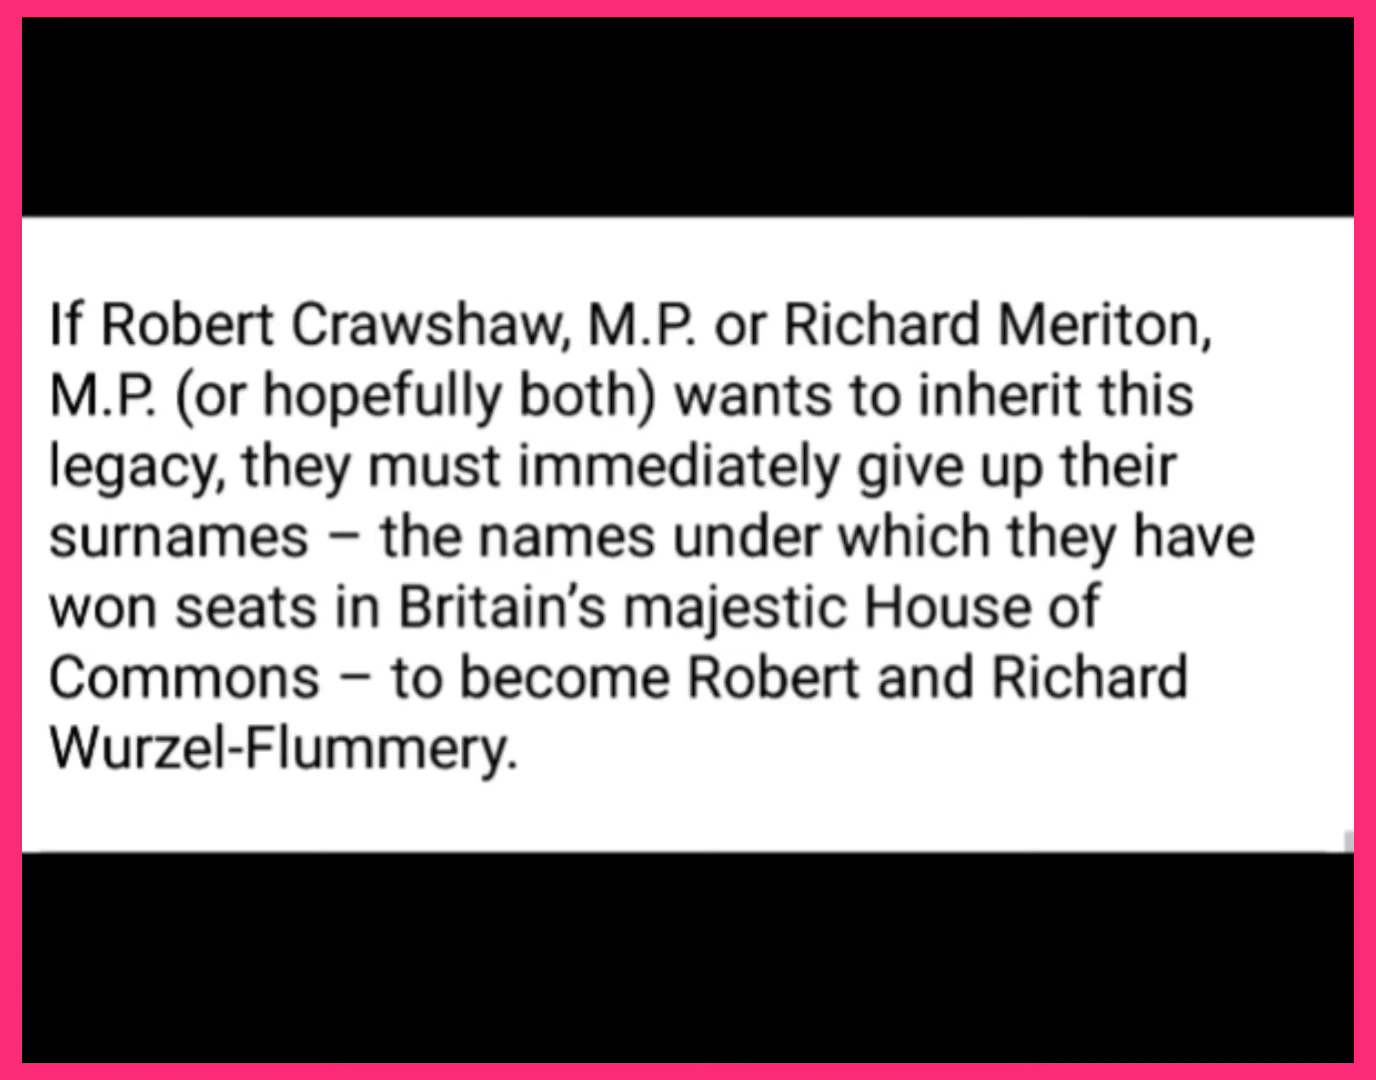 If Robert Crawshaw, M.P. or Richard Meriton,
M.P. (or hopefully both) wants to inherit this
legacy, they must immediately give up their
surnames – the names under which they have
won seats in Britain’s majestic House of
Commons – to become Robert and Richard
Wurzel-Flummery.